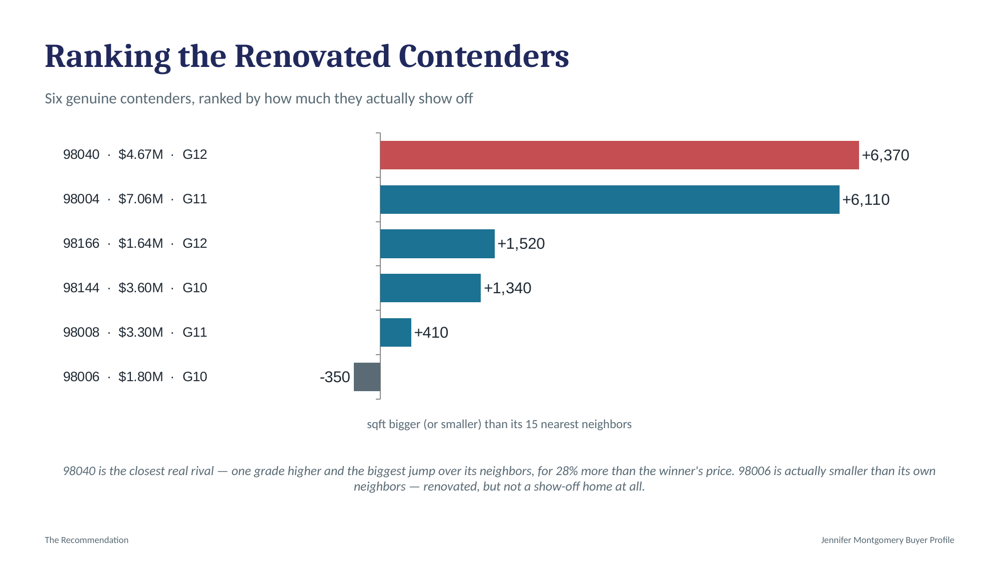 Ranking the Renovated Contenders
Six genuine contenders, ranked by how much they actually show off
98040 · $4.67M · G12 +6,370
98004 · $7.06M · G11 +6,110
98166 · $1.64M · G12 +1,520
98144 · $3.60M · G10 +1,340
98008 · $3.30M · G11 +410
98006 · $1.80M · G10 -350
sqft bigger (or smaller) than its 15 nearest neighbors
98040 is the closest real rival — one grade higher and the biggest jump over its neighbors, for 28% more than the winner's price. 98006 is actually smaller than its own
neighbors — renovated, but not a show-off home at all.
The Recommendation Jennifer Montgomery Buyer Profile